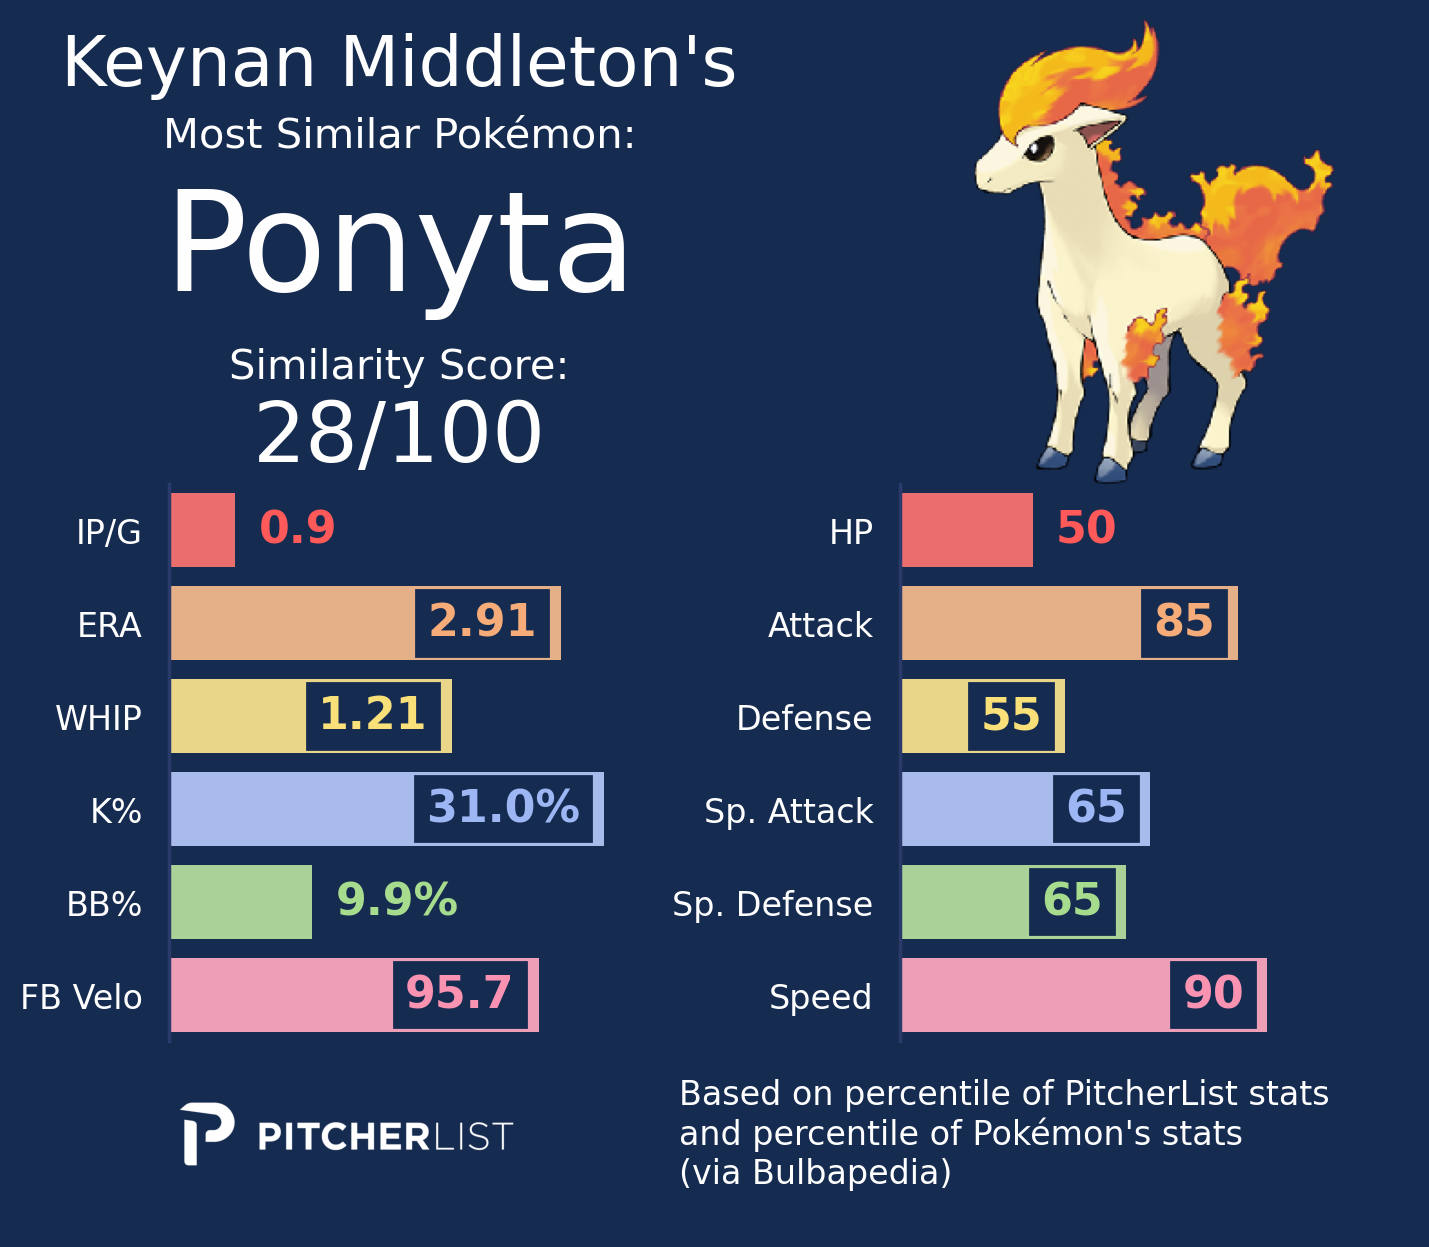 Keynan Middleton's
Most Similar Pokémon:
Ponyta
Similarity Score:
28/100
IP/G 0.9
ERA 2.91
WHIP 1.21
K% 31.0%
BB% 9.9%
FB Velo 95.7
HP 50
Attack 85
Defense 55
Sp. Attack 65
Sp. Defense 65
Speed 90
PITCHERLIST
Based on percentile of PitcherList stats
and percentile of Pokémon's stats
(via Bulbapedia)